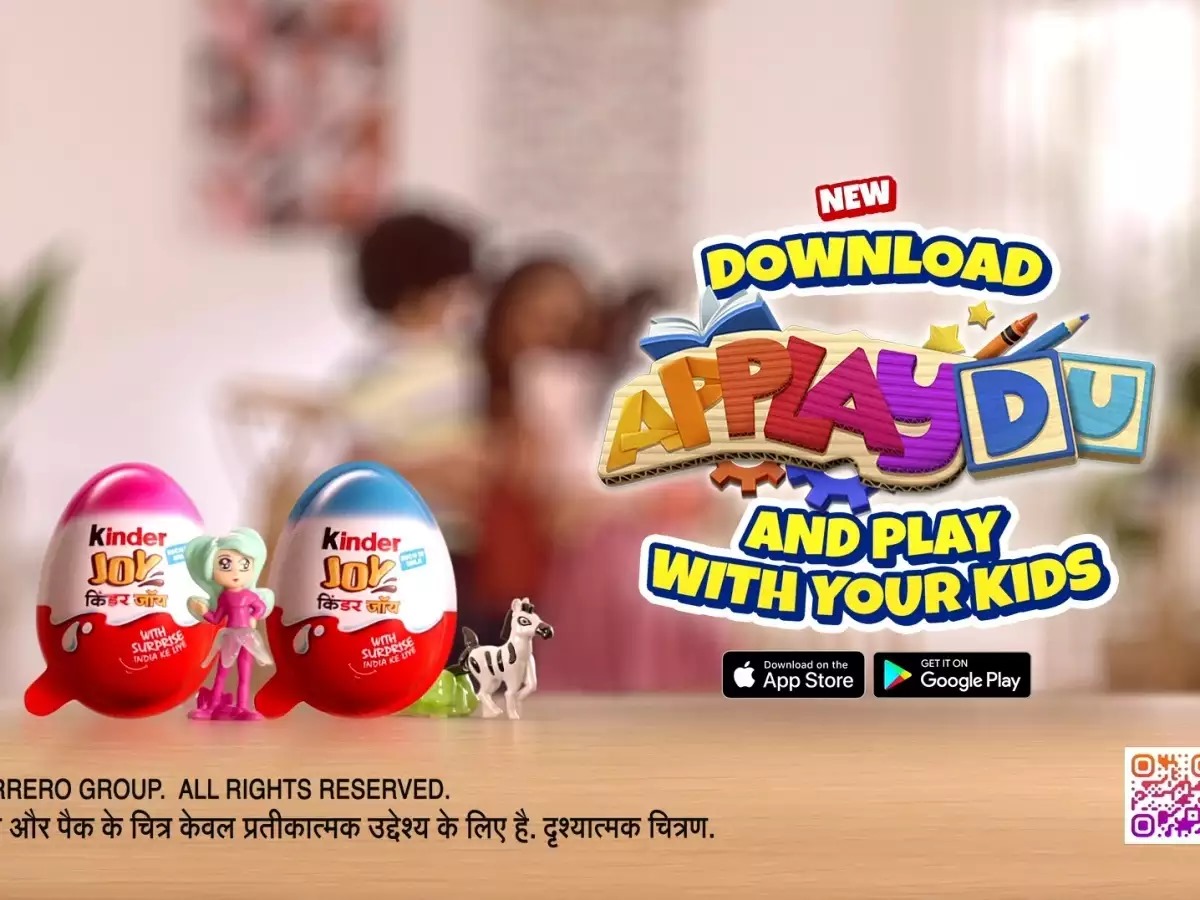 NEW
DOWNLOAD
APPLAYDU
AND PLAY
WITH YOUR KIDS
Download on the
App Store
GET IT ON
Google Play
Kinder
JOY
किंडर जॉय
WITH
SURPRISE
INDIA KE LIYE
Kinder
JOY
किंडर जॉय
WITH
SURPRISE
INDIA KE LIYE
RRERO GROUP. ALL RIGHTS RESERVED.
और पैक के चित्र केवल प्रतीकात्मक उद्देश्य के लिए है. दृश्यात्मक चित्रण.